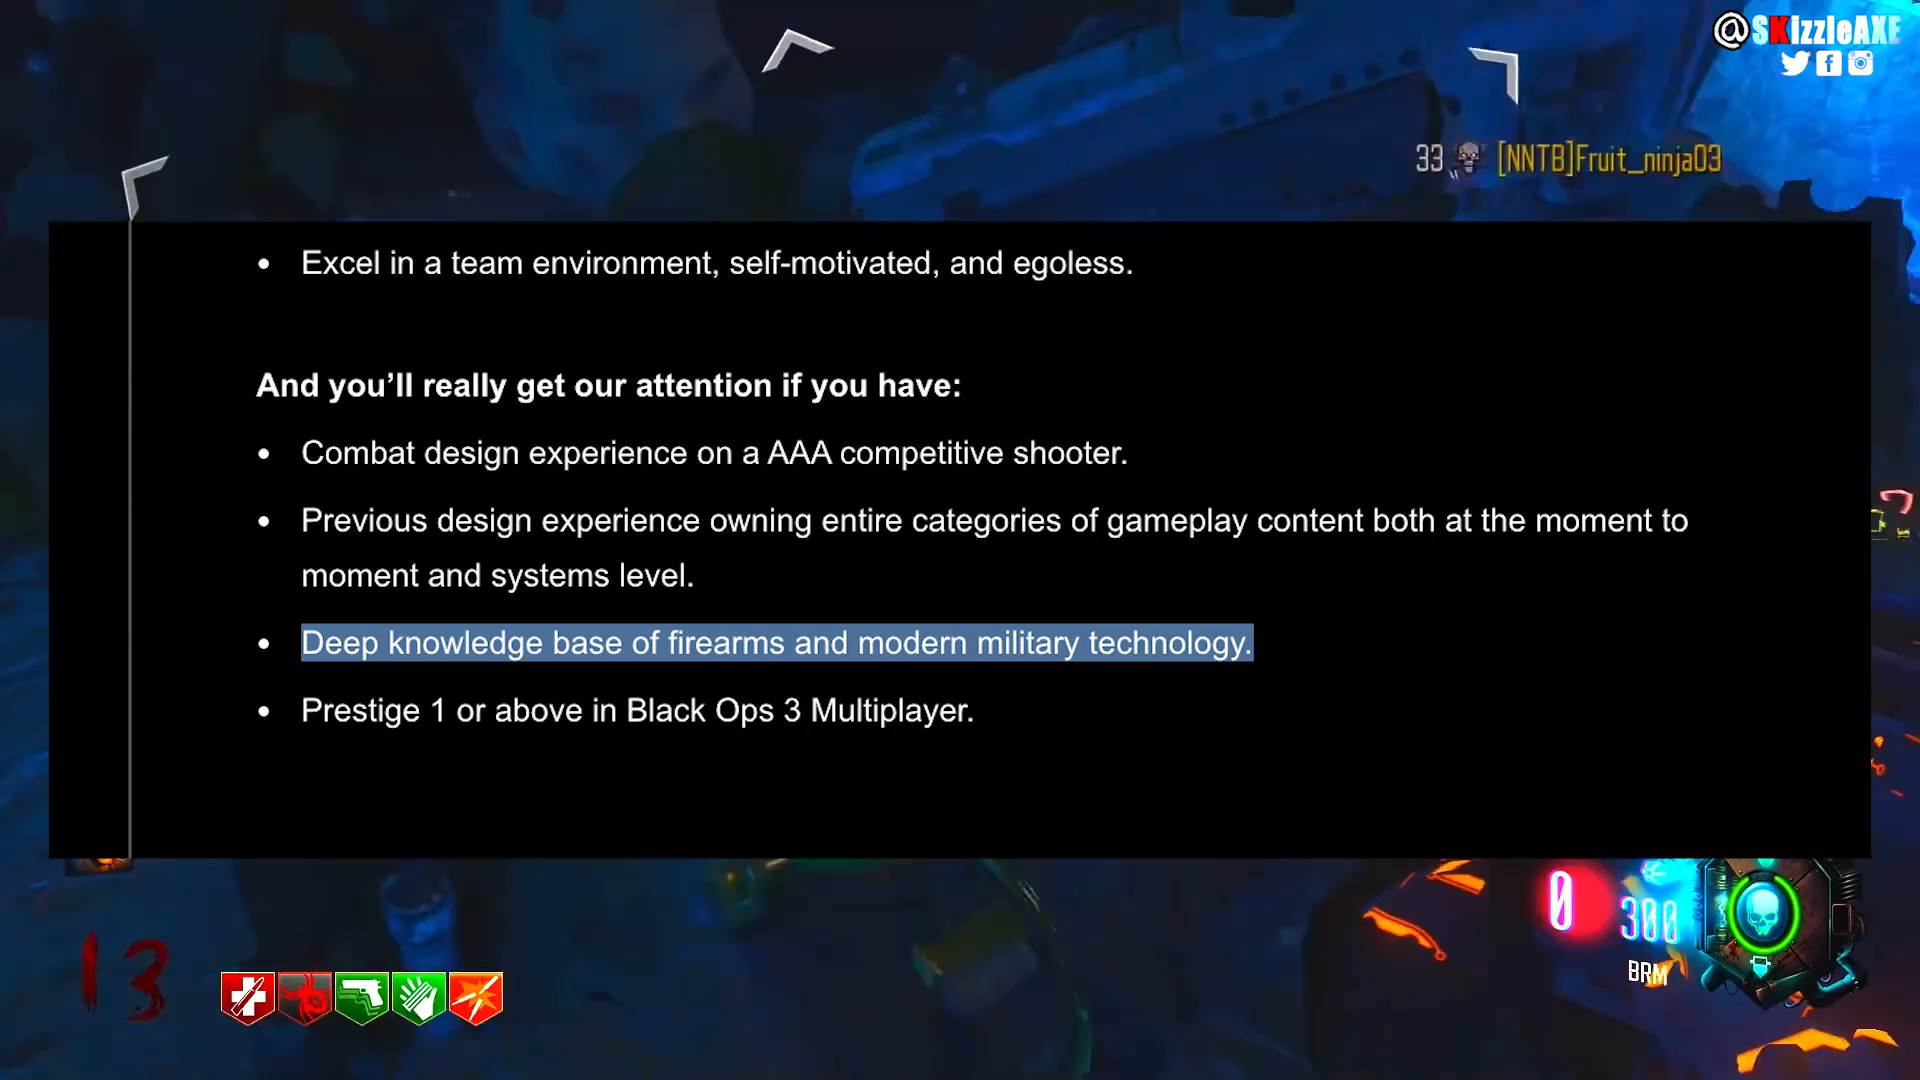 @SKizzleAXE
33 [NNTB]Fruit_ninja03
• Excel in a team environment, self-motivated, and egoless.
And you’ll really get our attention if you have:
• Combat design experience on a AAA competitive shooter.
• Previous design experience owning entire categories of gameplay content both at the moment to
moment and systems level.
• Deep knowledge base of firearms and modern military technology.
• Prestige 1 or above in Black Ops 3 Multiplayer.
0 300
BRM
13